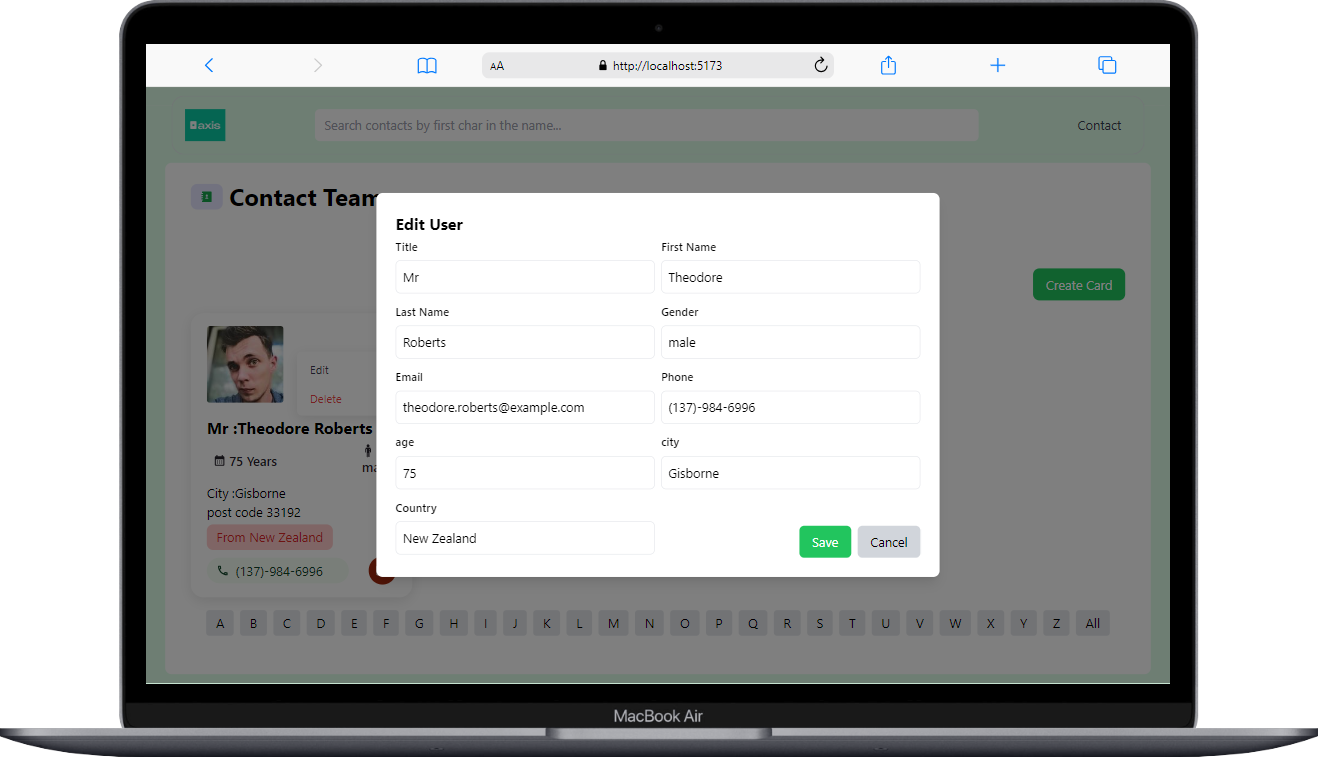 AA http://localhost:5173
axis Search contacts by first char in the name... Contact
Contact Team
Create Card
Edit
Delete
Mr :Theodore Roberts
75 Years
ma
City :Gisborne
post code 33192
From New Zealand
(137)-984-6996
Edit User
Title First Name
Mr Theodore
Last Name Gender
Roberts male
Email Phone
theodore.roberts@example.com (137)-984-6996
age city
75 Gisborne
Country
New Zealand
Save Cancel
A B C D E F G H I J K L M N O P Q R S T U V W X Y Z All
MacBook Air